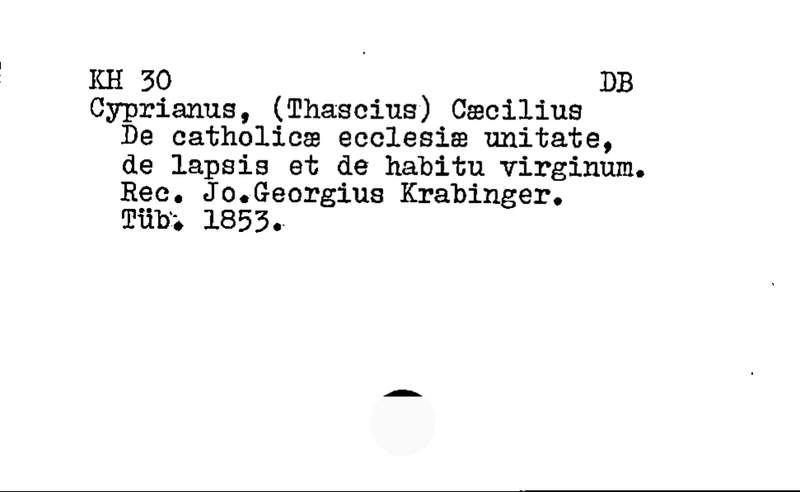 KH 30 DB
Cyprianus, (Thascius) Cæcilius
De catholicæ ecclesiæ unitate,
de lapsis et de habitu virginum.
Rec. Jo.Georgius Krabinger.
Tüb. 1853.